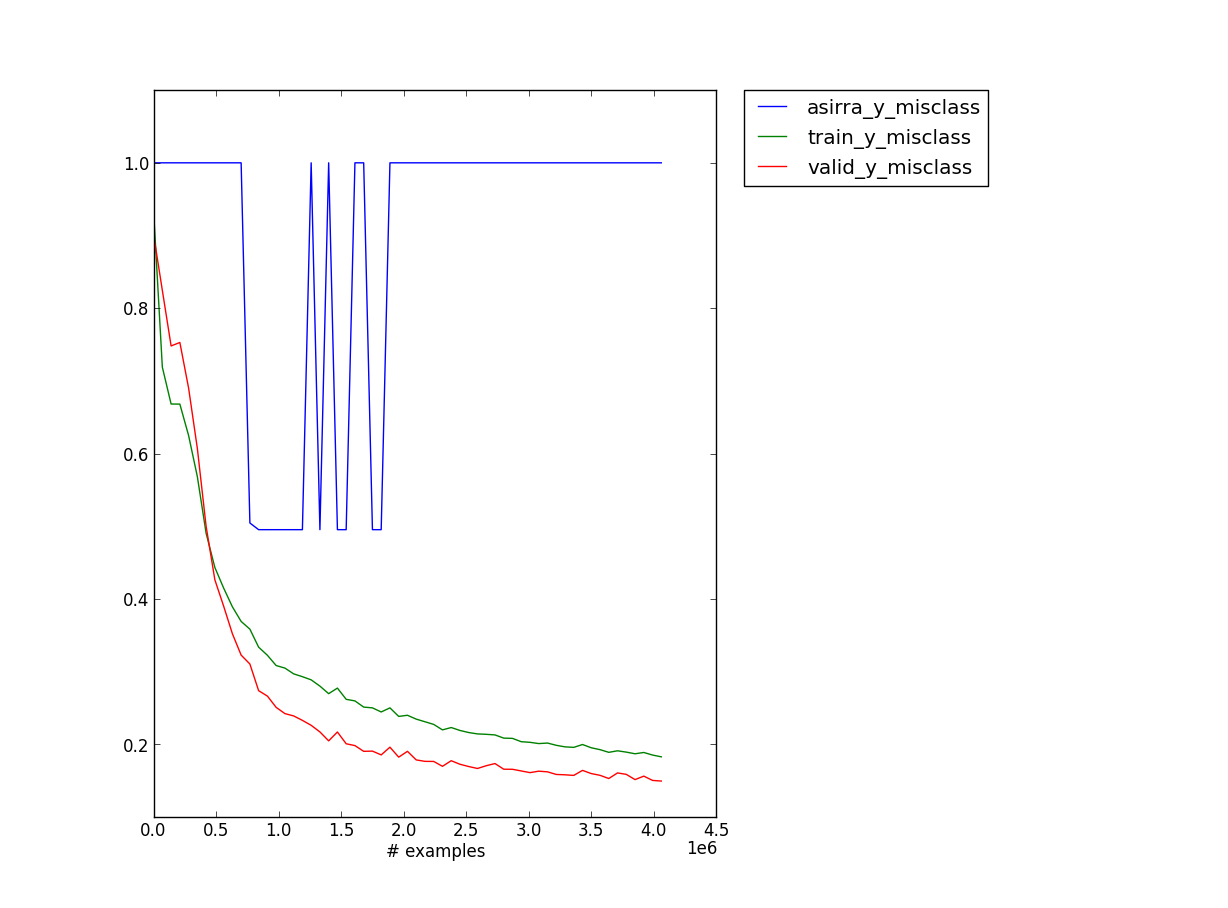 asirra_y_misclass
train_y_misclass
valid_y_misclass
1.0
0.8
0.6
0.4
0.2
0.0 0.5 1.0 1.5 2.0 2.5 3.0 3.5 4.0 4.5
1e6
# examples